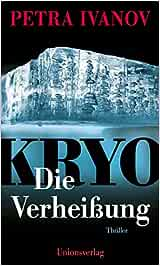 PETRA IVANOV
KRYO
Die
Verheißung
Thriller
Unionsverlag